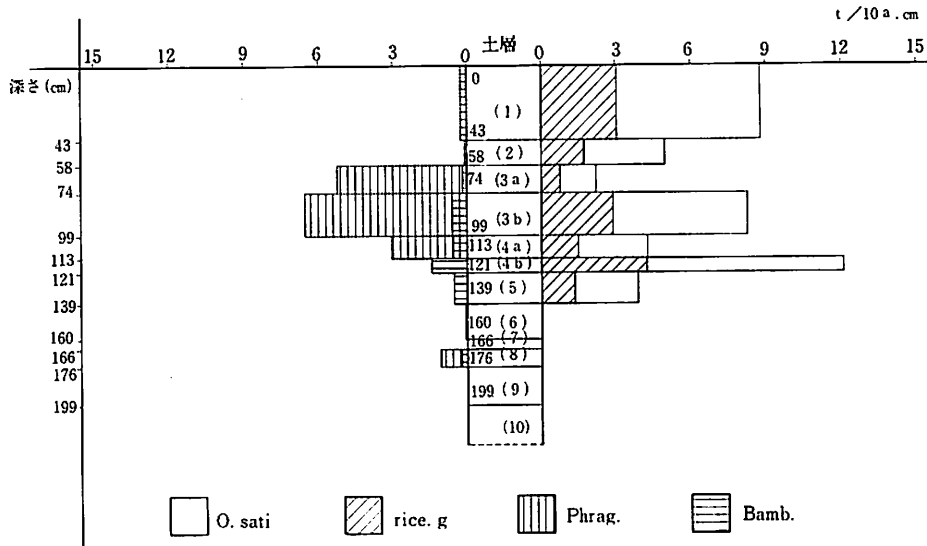 t／10a.cm
15 12 9 6 3 0 土層 0 3 6 9 12 15
深さ(cm)
0
(1)
43
43
58 (2)
58
74 (3a)
74
99 (3b)
99
113 (4a)
113
121 (4b)
121
139 (5)
139
160 (6)
160
166 (7)
166
176 (8)
176
199 (9)
199
(10)
O. sati rice. g Phrag. Bamb.